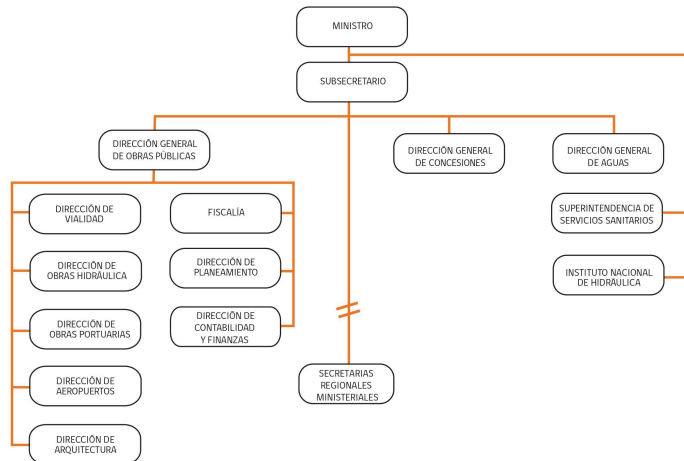 MINISTRO
SUBSECRETARIO
DIRECCIÓN GENERAL
DE OBRAS PÚBLICAS
DIRECCIÓN GENERAL
DE CONCESIONES
DIRECCIÓN GENERAL
DE AGUAS
DIRECCIÓN DE
VIALIDAD
FISCALÍA
SUPERINTENDENCIA DE
SERVICIOS SANITARIOS
DIRECCIÓN DE
OBRAS HIDRÁULICA
DIRECCIÓN DE
PLANEAMIENTO
INSTITUTO NACIONAL
DE HIDRÁULICA
DIRECCIÓN DE
OBRAS PORTUARIAS
DIRECCIÓN DE
CONTABILIDAD
Y FINANZAS
DIRECCIÓN DE
AEROPUERTOS
SECRETARIAS
REGIONALES
MINISTERIALES
DIRECCIÓN DE
ARQUITECTURA